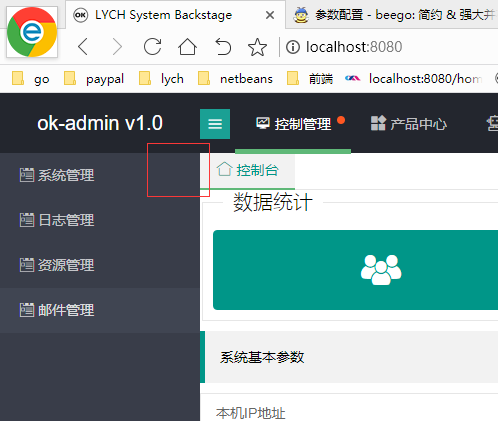 LYCH System Backstage
参数配置 - beego: 简约 & 强大并
localhost:8080
go
paypal
lych
netbeans
前端
localhost:8080/hom
ok-admin v1.0
控制管理
产品中心
系统管理
日志管理
资源管理
邮件管理
控制台
数据统计
系统基本参数
本机IP地址